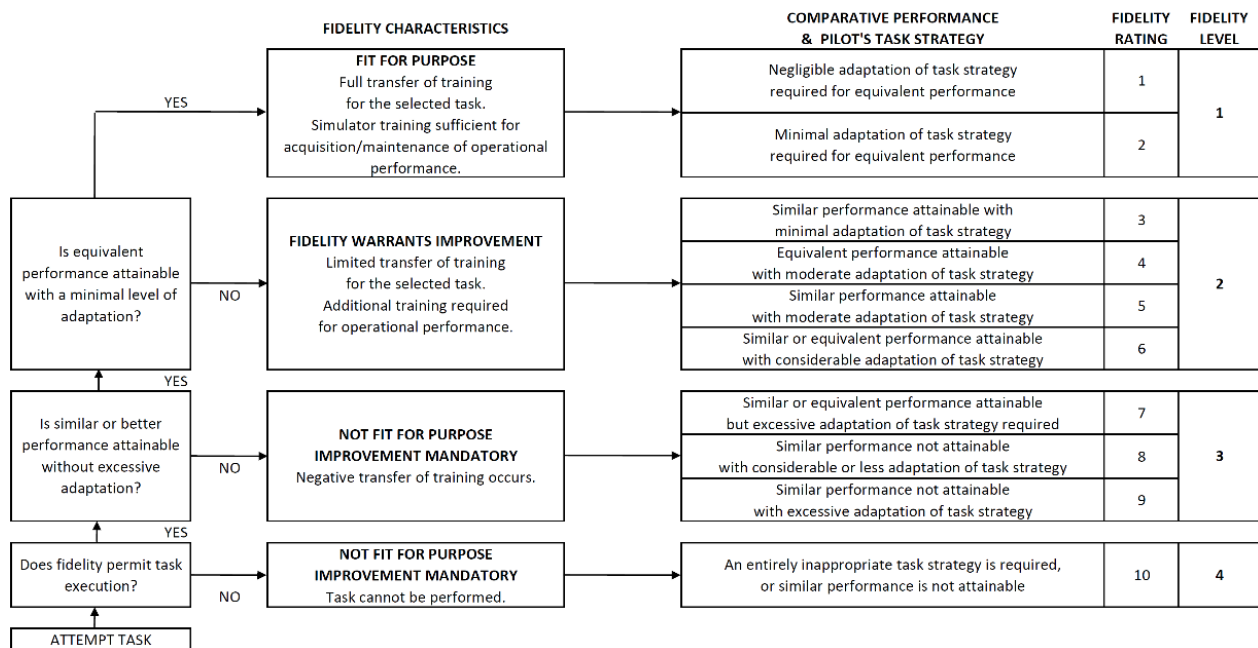 FIDELITY CHARACTERISTICS
COMPARATIVE PERFORMANCE
& PILOT'S TASK STRATEGY
FIDELITY
RATING
FIDELITY
LEVEL
YES
FIT FOR PURPOSE
Full transfer of training
for the selected task.
Simulator training sufficient for
acquisition/maintenance of operational
performance.
Negligible adaptation of task strategy
required for equivalent performance
1
Minimal adaptation of task strategy
required for equivalent performance
2
1
Is equivalent
performance attainable
with a minimal level of
adaptation?
NO
FIDELITY WARRANTS IMPROVEMENT
Limited transfer of training
for the selected task.
Additional training required
for operational performance.
Similar performance attainable with
minimal adaptation of task strategy
3
Equivalent performance attainable
with moderate adaptation of task strategy
4
Similar performance attainable
with moderate adaptation of task strategy
5
Similar or equivalent performance attainable
with considerable adaptation of task strategy
6
2
YES
Is similar or better
performance attainable
without excessive
adaptation?
NO
NOT FIT FOR PURPOSE
IMPROVEMENT MANDATORY
Negative transfer of training occurs.
Similar or equivalent performance attainable
but excessive adaptation of task strategy required
7
Similar performance not attainable
with considerable or less adaptation of task strategy
8
Similar performance not attainable
with excessive adaptation of task strategy
9
3
YES
Does fidelity permit task
execution?
NO
NOT FIT FOR PURPOSE
IMPROVEMENT MANDATORY
Task cannot be performed.
An entirely inappropriate task strategy is required,
or similar performance is not attainable
10
4
ATTEMPT TASK